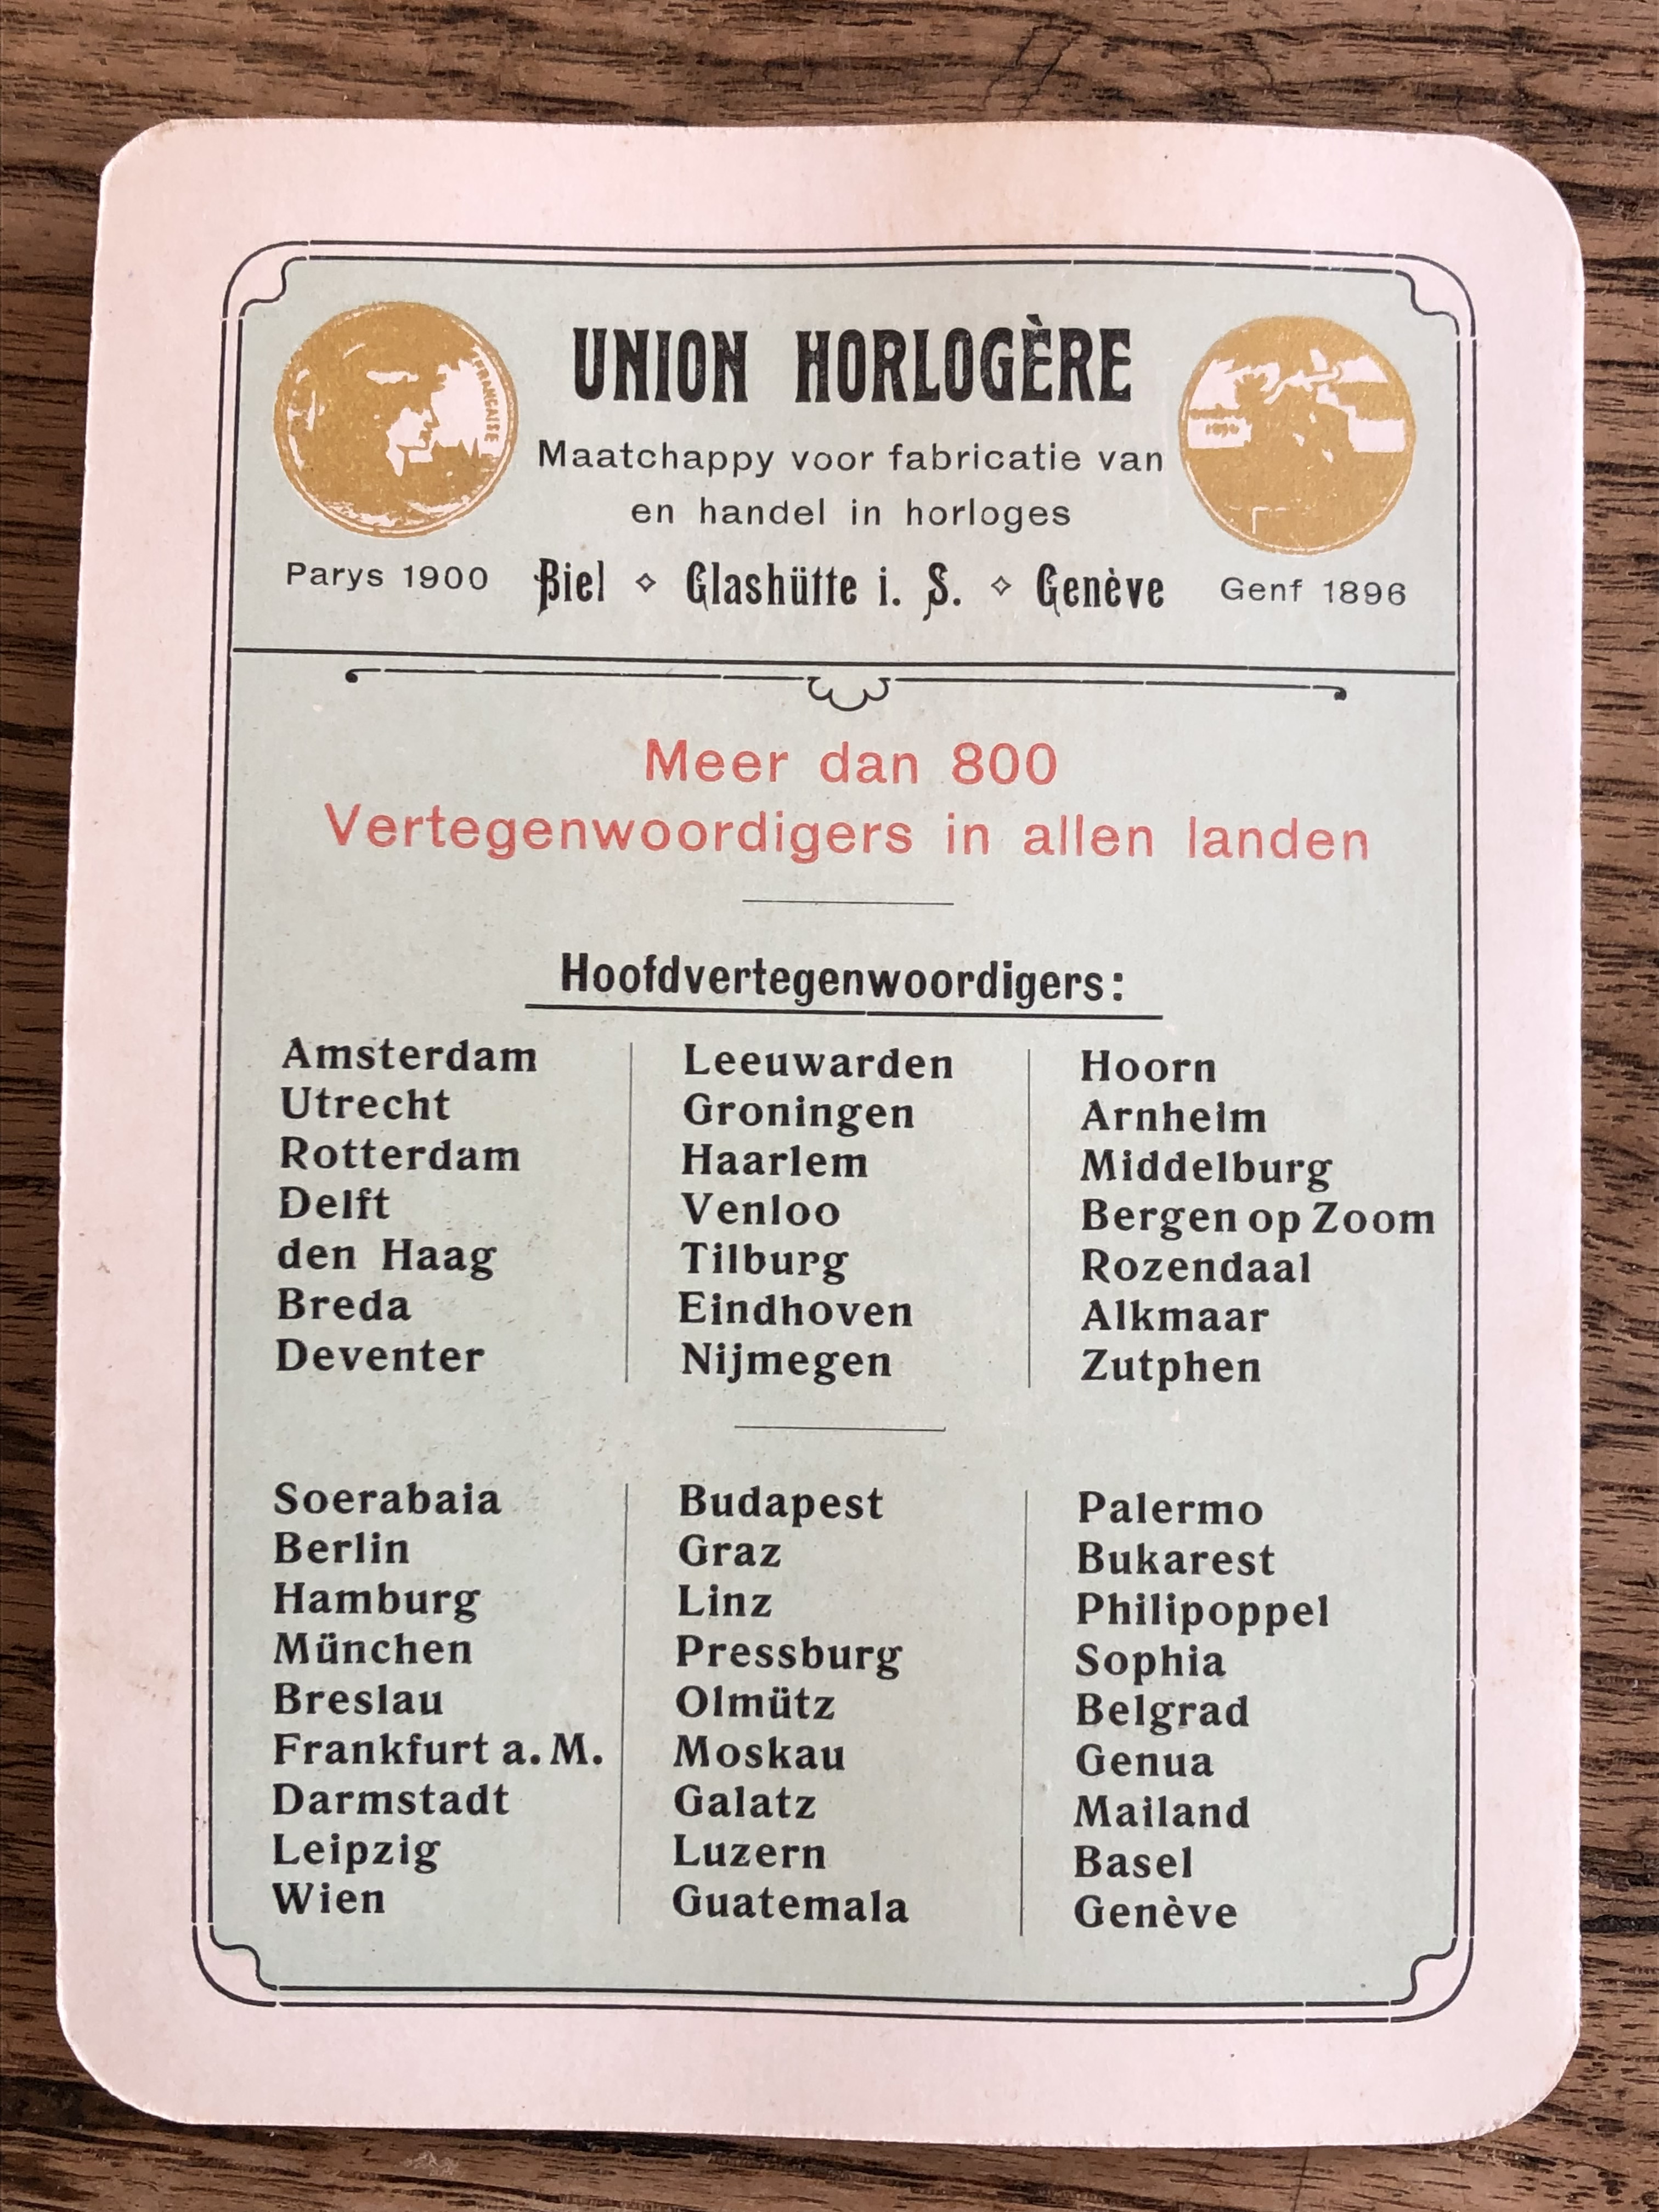 UNION HORLOGÈRE
Maatchappy voor fabricatie van
en handel in horloges
Biel ⋄ Glashütte i. S. ⋄ Genève
FRANCAISE
Parys 1900
1896
Genf 1896
Meer dan 800
Vertegenwoordigers in allen landen
Hoofdvertegenwoordigers:
Amsterdam
Utrecht
Rotterdam
Delft
den Haag
Breda
Deventer
Leeuwarden
Groningen
Haarlem
Venloo
Tilburg
Eindhoven
Nijmegen
Hoorn
Arnheim
Middelburg
Bergen op Zoom
Rozendaal
Alkmaar
Zutphen
Soerabaia
Berlin
Hamburg
München
Breslau
Frankfurt a. M.
Darmstadt
Leipzig
Wien
Budapest
Graz
Linz
Pressburg
Olmütz
Moskau
Galatz
Luzern
Guatemala
Palermo
Bukarest
Philipoppel
Sophia
Belgrad
Genua
Mailand
Basel
Genève